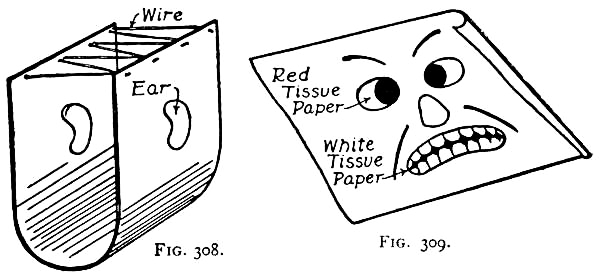 Wire
Ear
FIG. 308.
Red
Tissue
Paper
White
Tissue
Paper
FIG. 309.